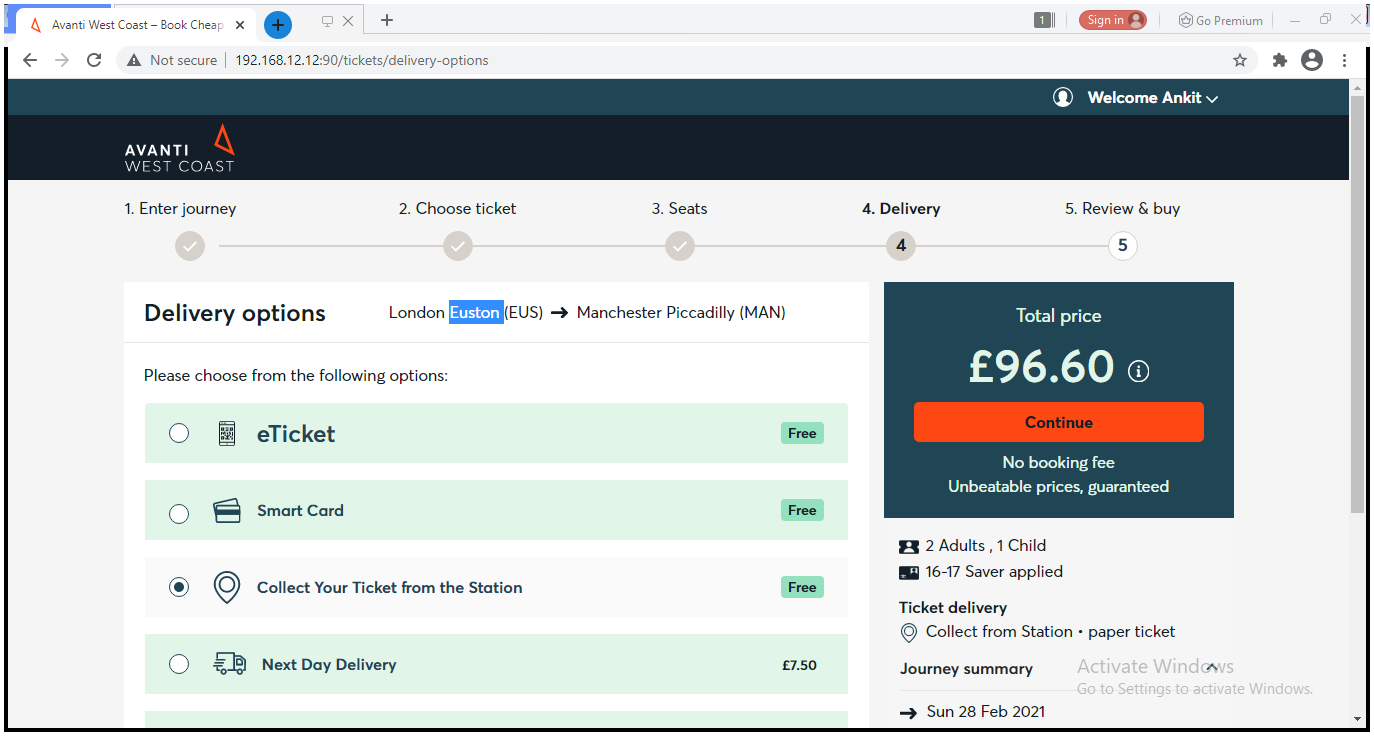 Avanti West Coast – Book Cheap
1
Sign in
Go Premium
Not secure
192.168.12.12:90/tickets/delivery-options
Welcome Ankit
AVANTI
WEST COAST
1. Enter journey
2. Choose ticket
3. Seats
4. Delivery
5. Review & buy
4
5
Delivery options
London Euston (EUS) → Manchester Piccadilly (MAN)
Please choose from the following options:
eTicket
Free
Smart Card
Free
Collect Your Ticket from the Station
Free
Next Day Delivery
£7.50
Total price
£96.60
Continue
No booking fee
Unbeatable prices, guaranteed
2 Adults , 1 Child
16-17 Saver applied
Ticket delivery
Collect from Station • paper ticket
Journey summary
→ Sun 28 Feb 2021
Activate Windows
Go to Settings to activate Windows.